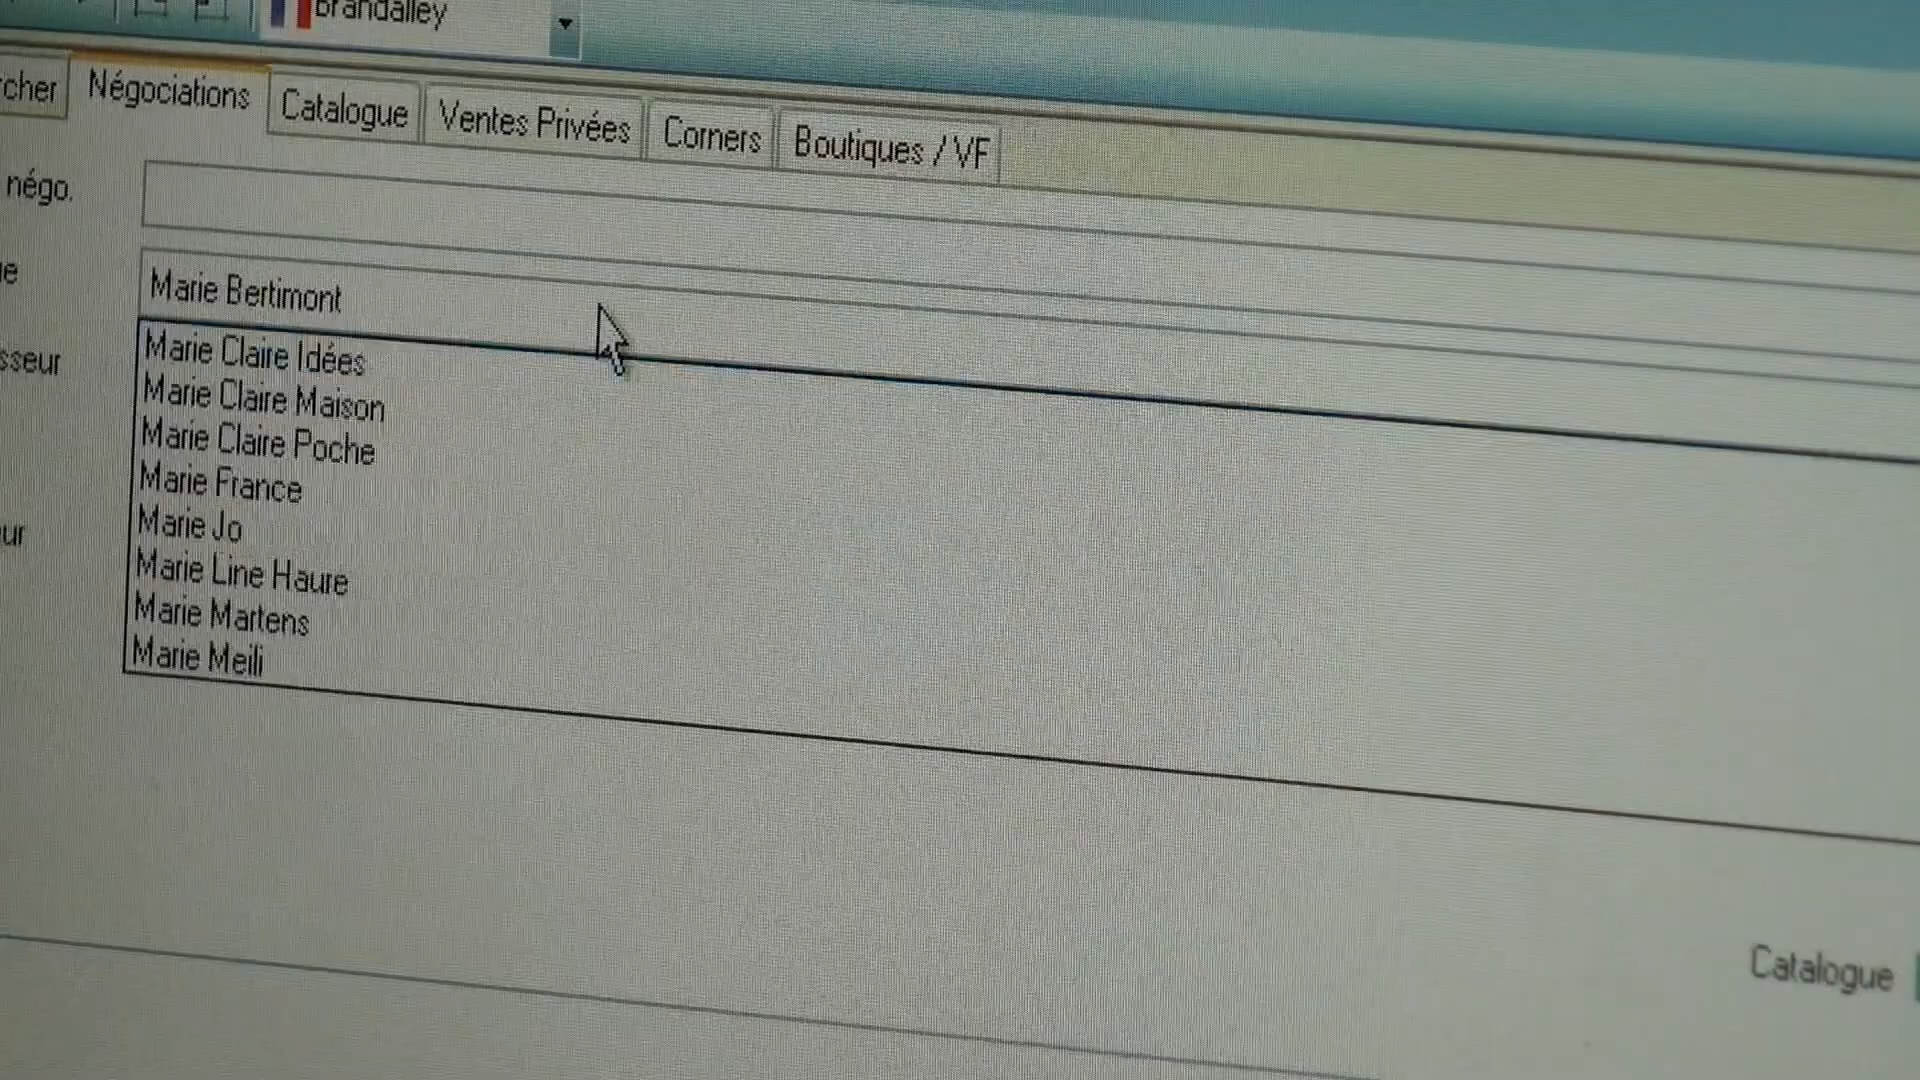 brandalley
rcher Négociations Catalogue Ventes Privées Corners Boutiques / VF
négo.
Marie Bertimont
Marie Claire Idées
sseur
Marie Claire Maison
Marie Claire Poche
Marie France
Marie Jo
ur
Marie Line Haure
Marie Martens
Marie Meili
Catalogue